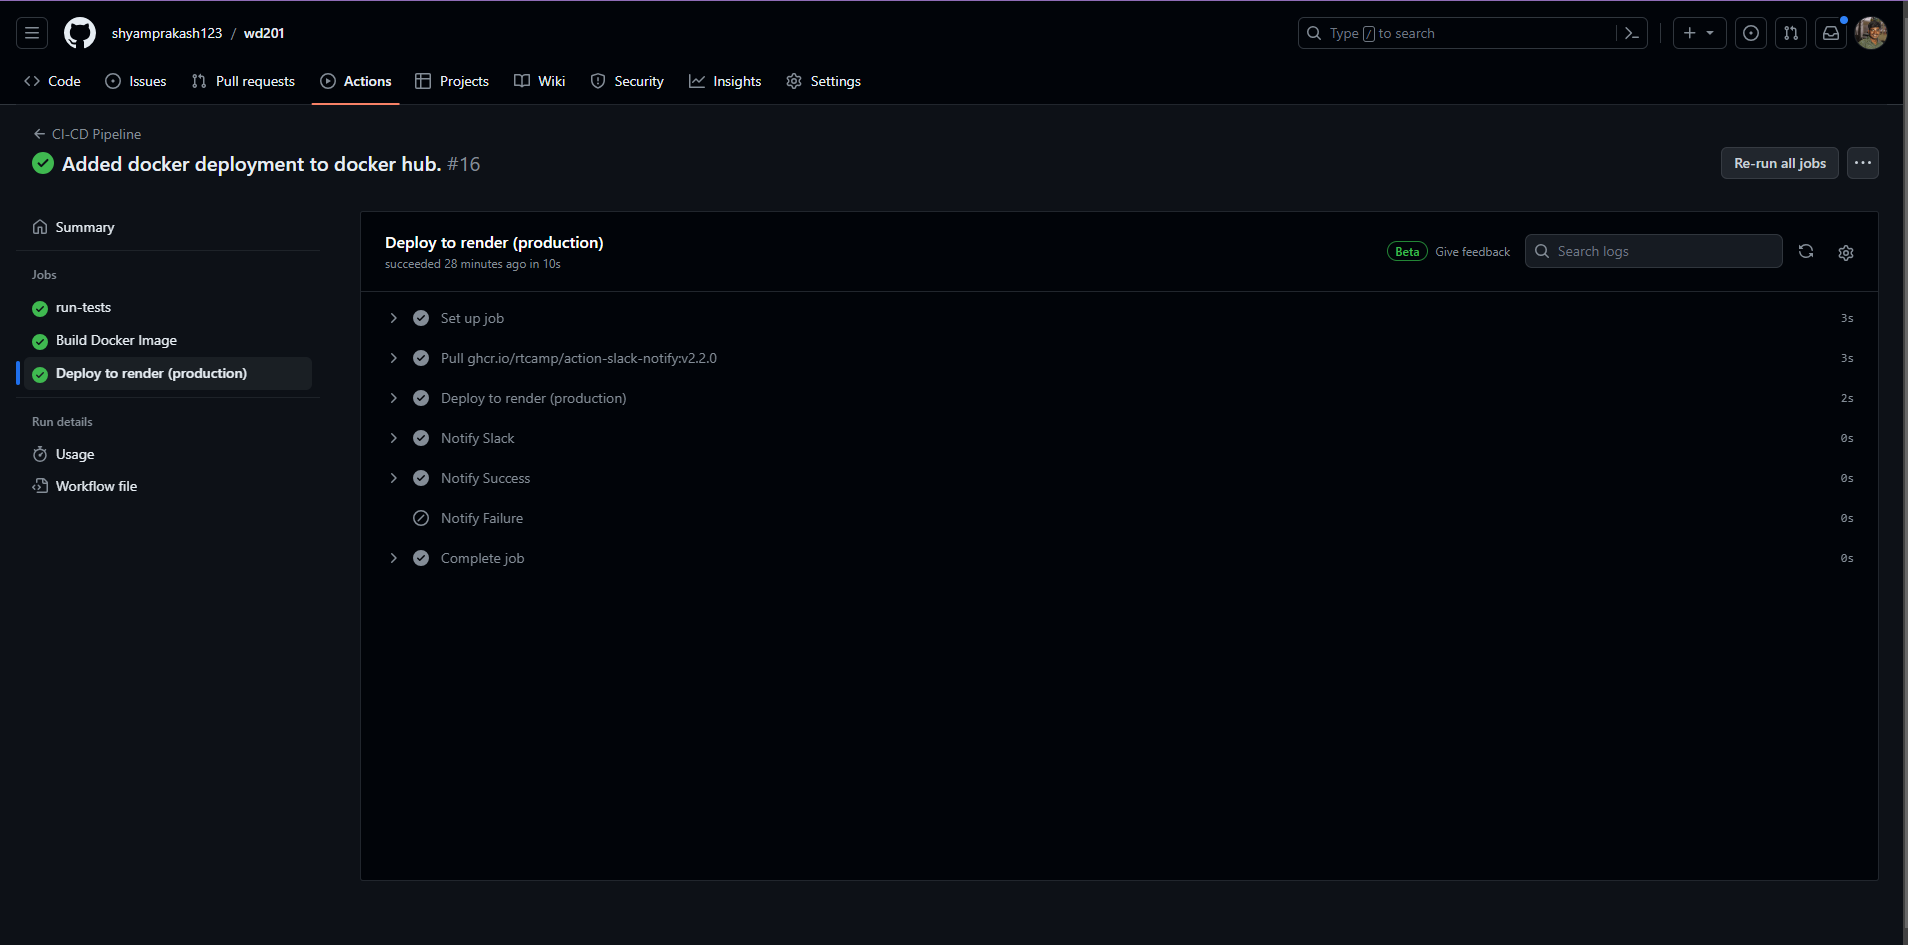 shyamprakash123 / wd201
Type / to search
Code Issues Pull requests Actions Projects Wiki Security Insights Settings
CI-CD Pipeline
Added docker deployment to docker hub. #16
Re-run all jobs
Summary
Jobs
run-tests
Build Docker Image
Deploy to render (production)
Run details
Usage
Workflow file
Deploy to render (production)
succeeded 28 minutes ago in 10s
Beta Give feedback
Search logs
Set up job 3s
Pull ghcr.io/rtcamp/action-slack-notify:v2.2.0 3s
Deploy to render (production) 2s
Notify Slack 0s
Notify Success 0s
Notify Failure 0s
Complete job 0s